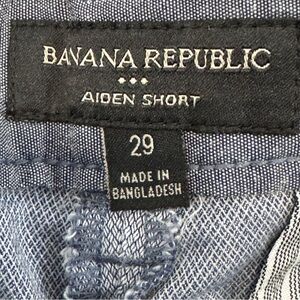 BANANA REPUBLIC
AIDEN SHORT
29
MADE IN
BANGLADESH